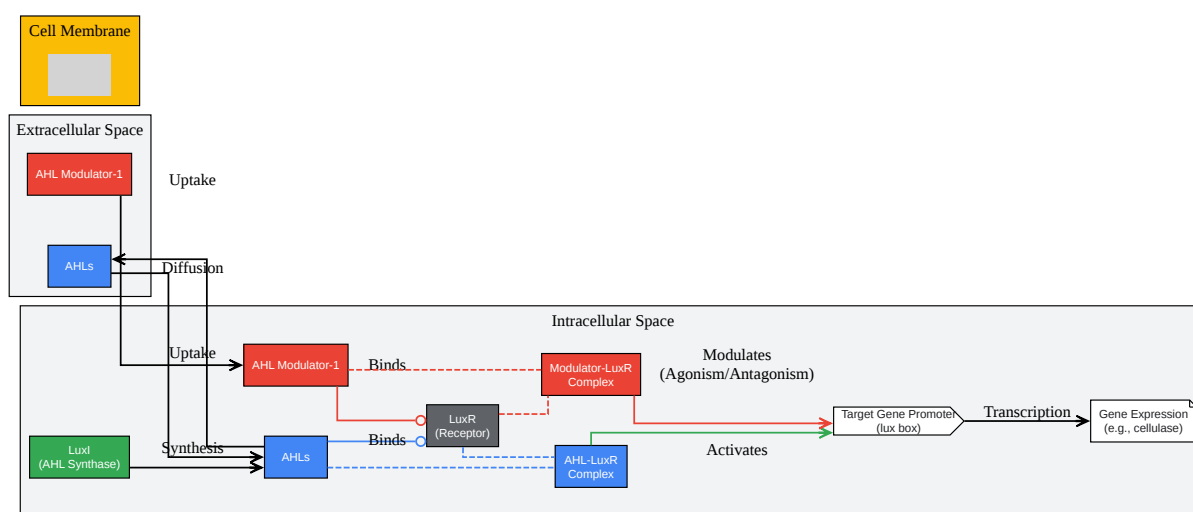 Cell Membrane
Extracellular Space
AHL Modulator-1
Uptake
AHLs
Diffusion
Intracellular Space
Uptake
AHL Modulator-1
Binds
Modulator-LuxR
Complex
Modulates
(Agonism/Antagonism)
LuxR
(Receptor)
Target Gene Promoter
(lux box)
Transcription
Gene Expression
(e.g., cellulase)
LuxI
(AHL Synthase)
Synthesis
AHLs
Binds
AHL-LuxR
Complex
Activates